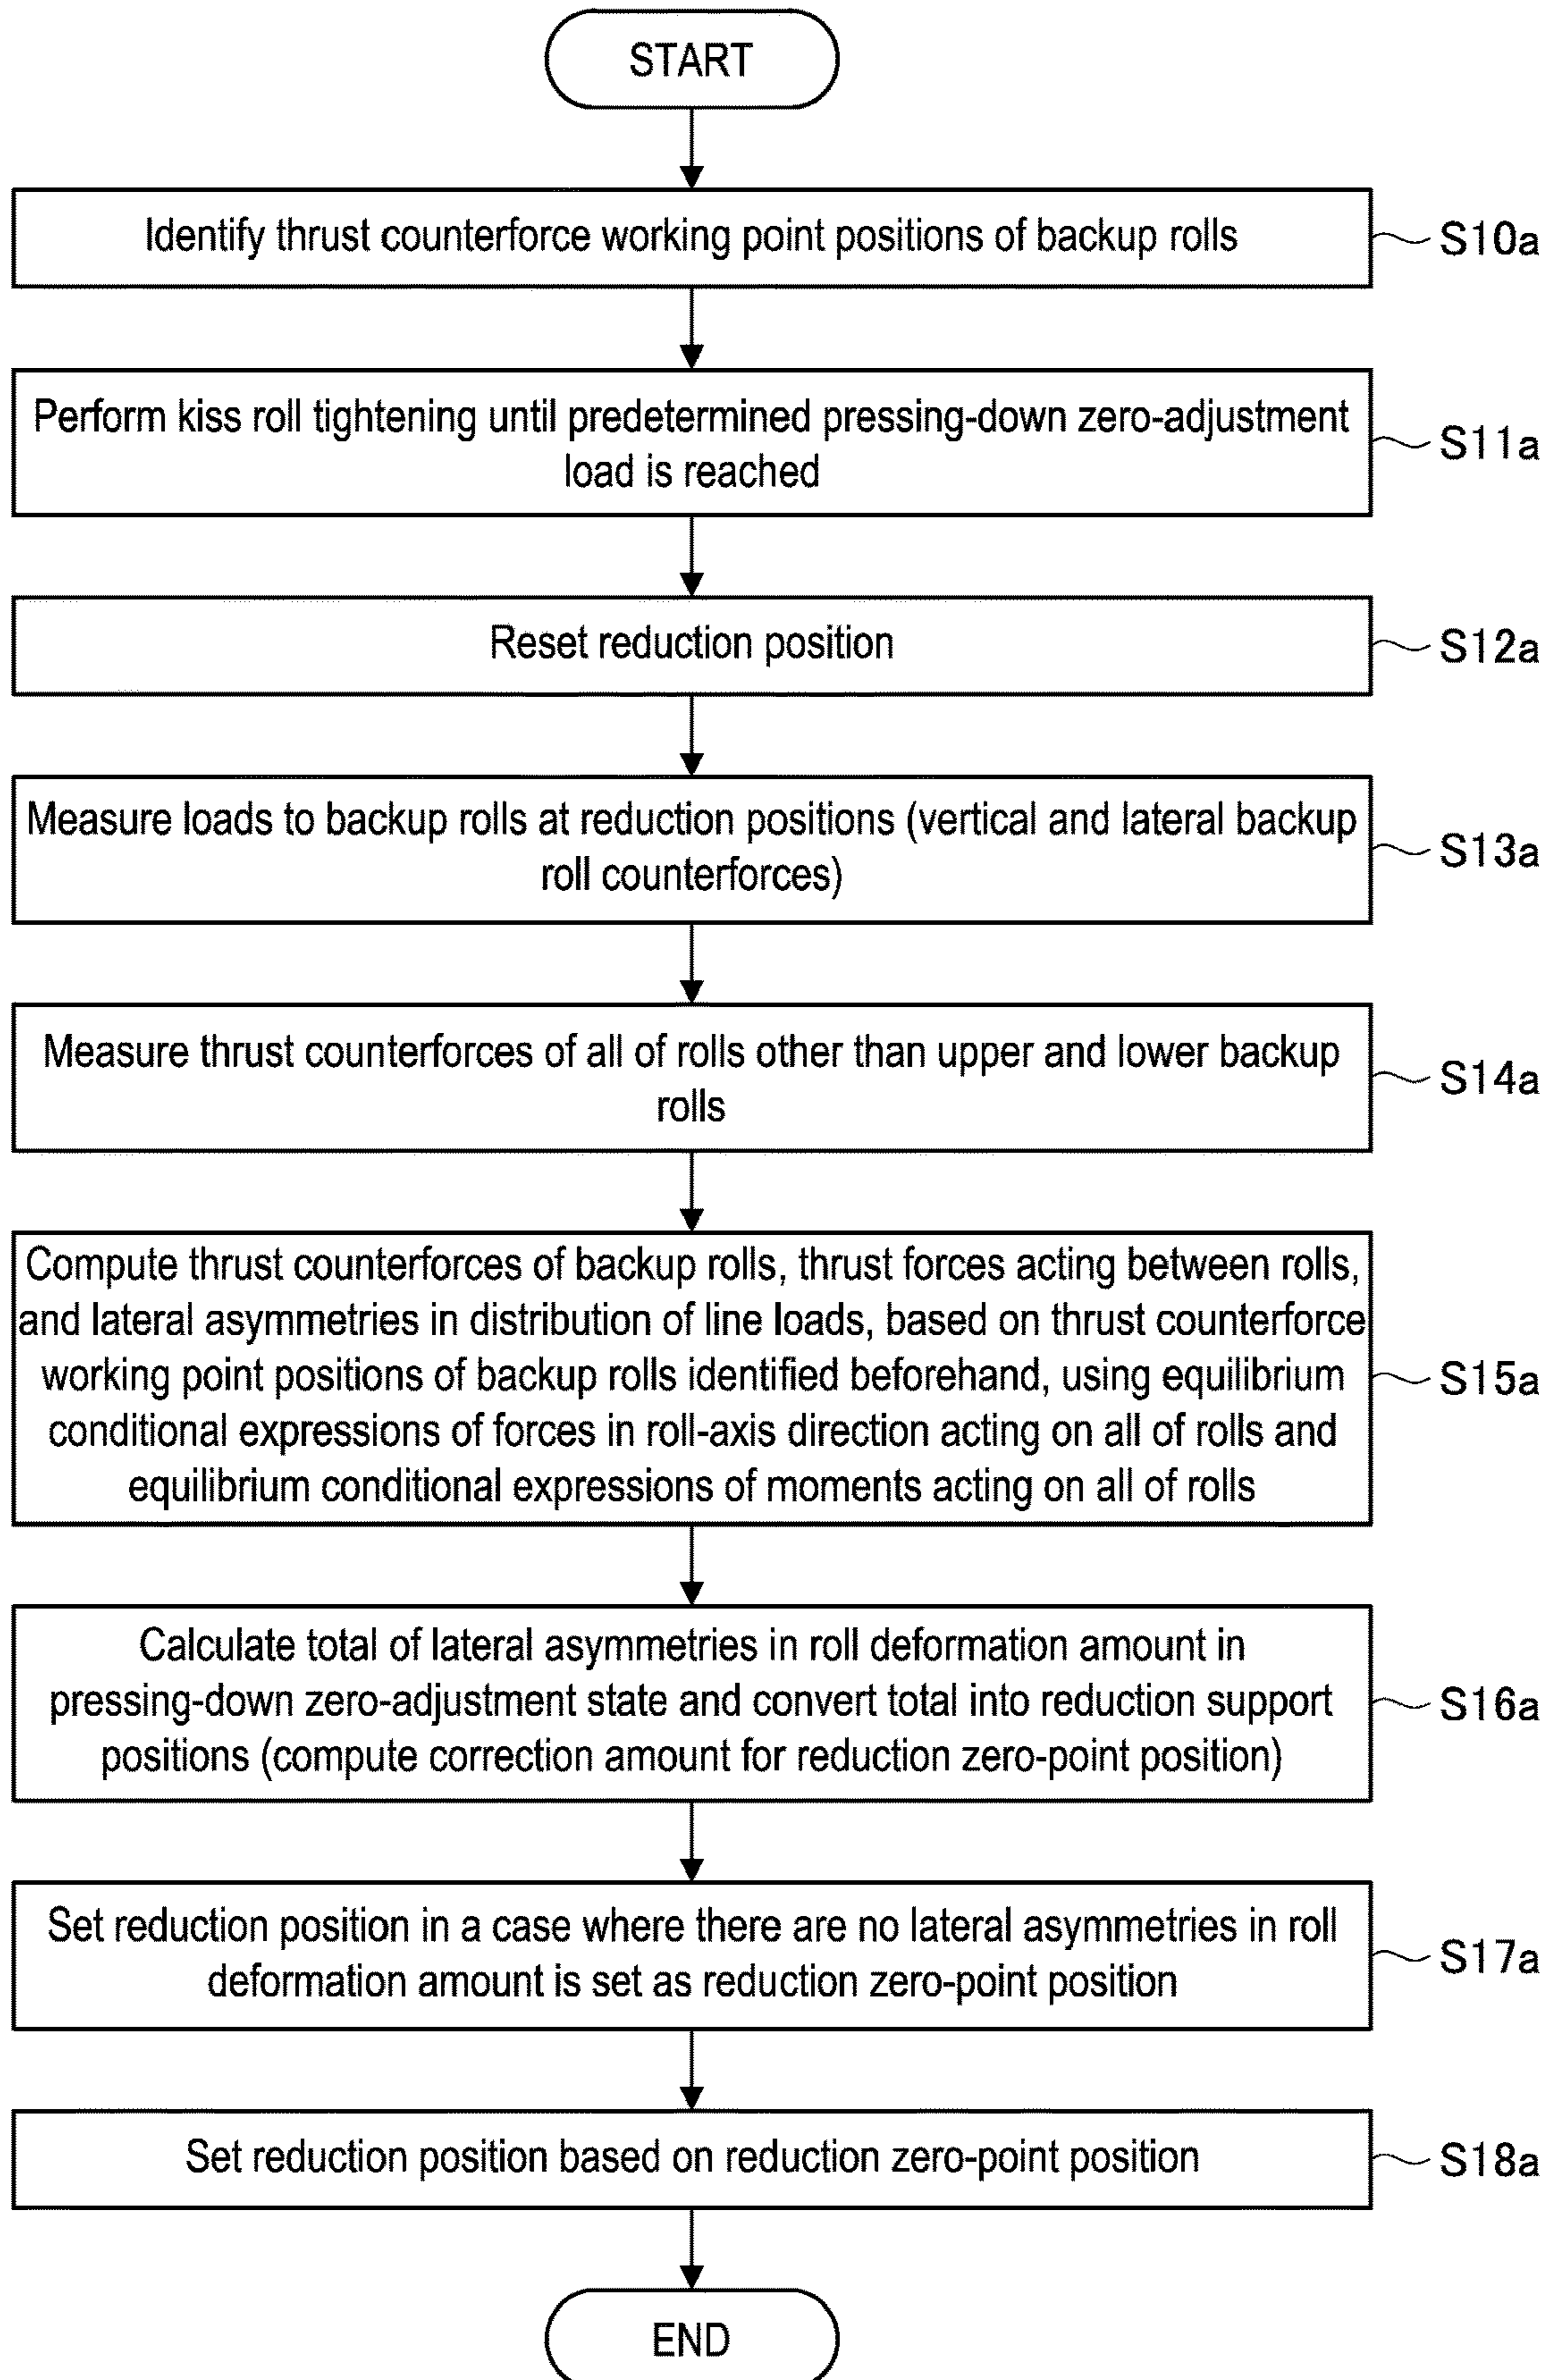 START
Identify thrust counterforce working point positions of backup rolls
S10a
Perform kiss roll tightening until predetermined pressing-down zero-adjustment
load is reached
S11a
Reset reduction position
S12a
Measure loads to backup rolls at reduction positions (vertical and lateral backup
roll counterforces)
S13a
Measure thrust counterforces of all of rolls other than upper and lower backup
rolls
S14a
Compute thrust counterforces of backup rolls, thrust forces acting between rolls,
and lateral asymmetries in distribution of line loads, based on thrust counterforce
working point positions of backup rolls identified beforehand, using equilibrium
conditional expressions of forces in roll-axis direction acting on all of rolls and
equilibrium conditional expressions of moments acting on all of rolls
S15a
Calculate total of lateral asymmetries in roll deformation amount in
pressing-down zero-adjustment state and convert total into reduction support
positions (compute correction amount for reduction zero-point position)
S16a
Set reduction position in a case where there are no lateral asymmetries in roll
deformation amount is set as reduction zero-point position
S17a
Set reduction position based on reduction zero-point position
S18a
END